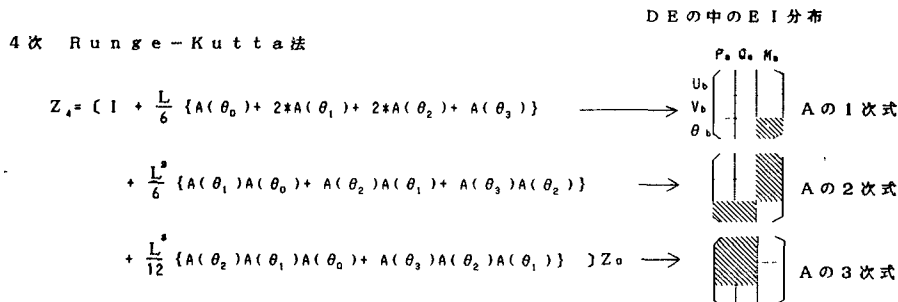 DEの中のEI分布
4次 Runge-Kutta法
P₀ Q₀ M₀
Z₄=〔 I + L/6 {A(θ₀)+ 2*A(θ₁)+ 2*A(θ₂)+ A(θ₃)}
U_b
V_b
θ_b
Aの1次式
+ L²/6 {A(θ₁)A(θ₀)+ A(θ₂)A(θ₁)+ A(θ₃)A(θ₂)}
Aの2次式
+ L³/12 {A(θ₂)A(θ₁)A(θ₀)+ A(θ₃)A(θ₂)A(θ₁)} 〕Z₀
Aの3次式